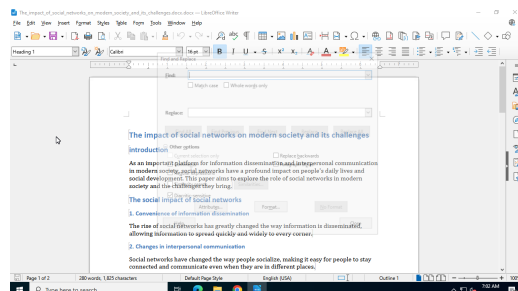 The_impact_of_social_networks_on_modern_society_and_its_challenges.docx.docx — LibreOffice Writer
File Edit View Insert Format Styles Table Form Tools Window Help
Heading 1 Calibri 16 pt
Find and Replace
Find:
Match case Whole words only
Replace:
The impact of social networks on modern society and its challenges
Other options
Replace backwards
introduction
As an important platform for information dissemination and interpersonal communication
in modern society, social networks have a profound impact on people's daily lives and
social development. This paper aims to explore the role of social networks in modern
society and the challenges they bring.
The social impact of social networks
Attributes... Format...
1. Convenience of information dissemination
The rise of social networks has greatly changed the way information is disseminated,
allowing information to spread quickly and widely to every corner.
2. Changes in interpersonal communication
Social networks have changed the way people socialize, making it easy for people to stay
connected and communicate even when they are in different places.
Page 1 of 2 280 words, 1,825 characters Default Page Style English (USA) Outline 1 100%
Type here to search 7:02 AM